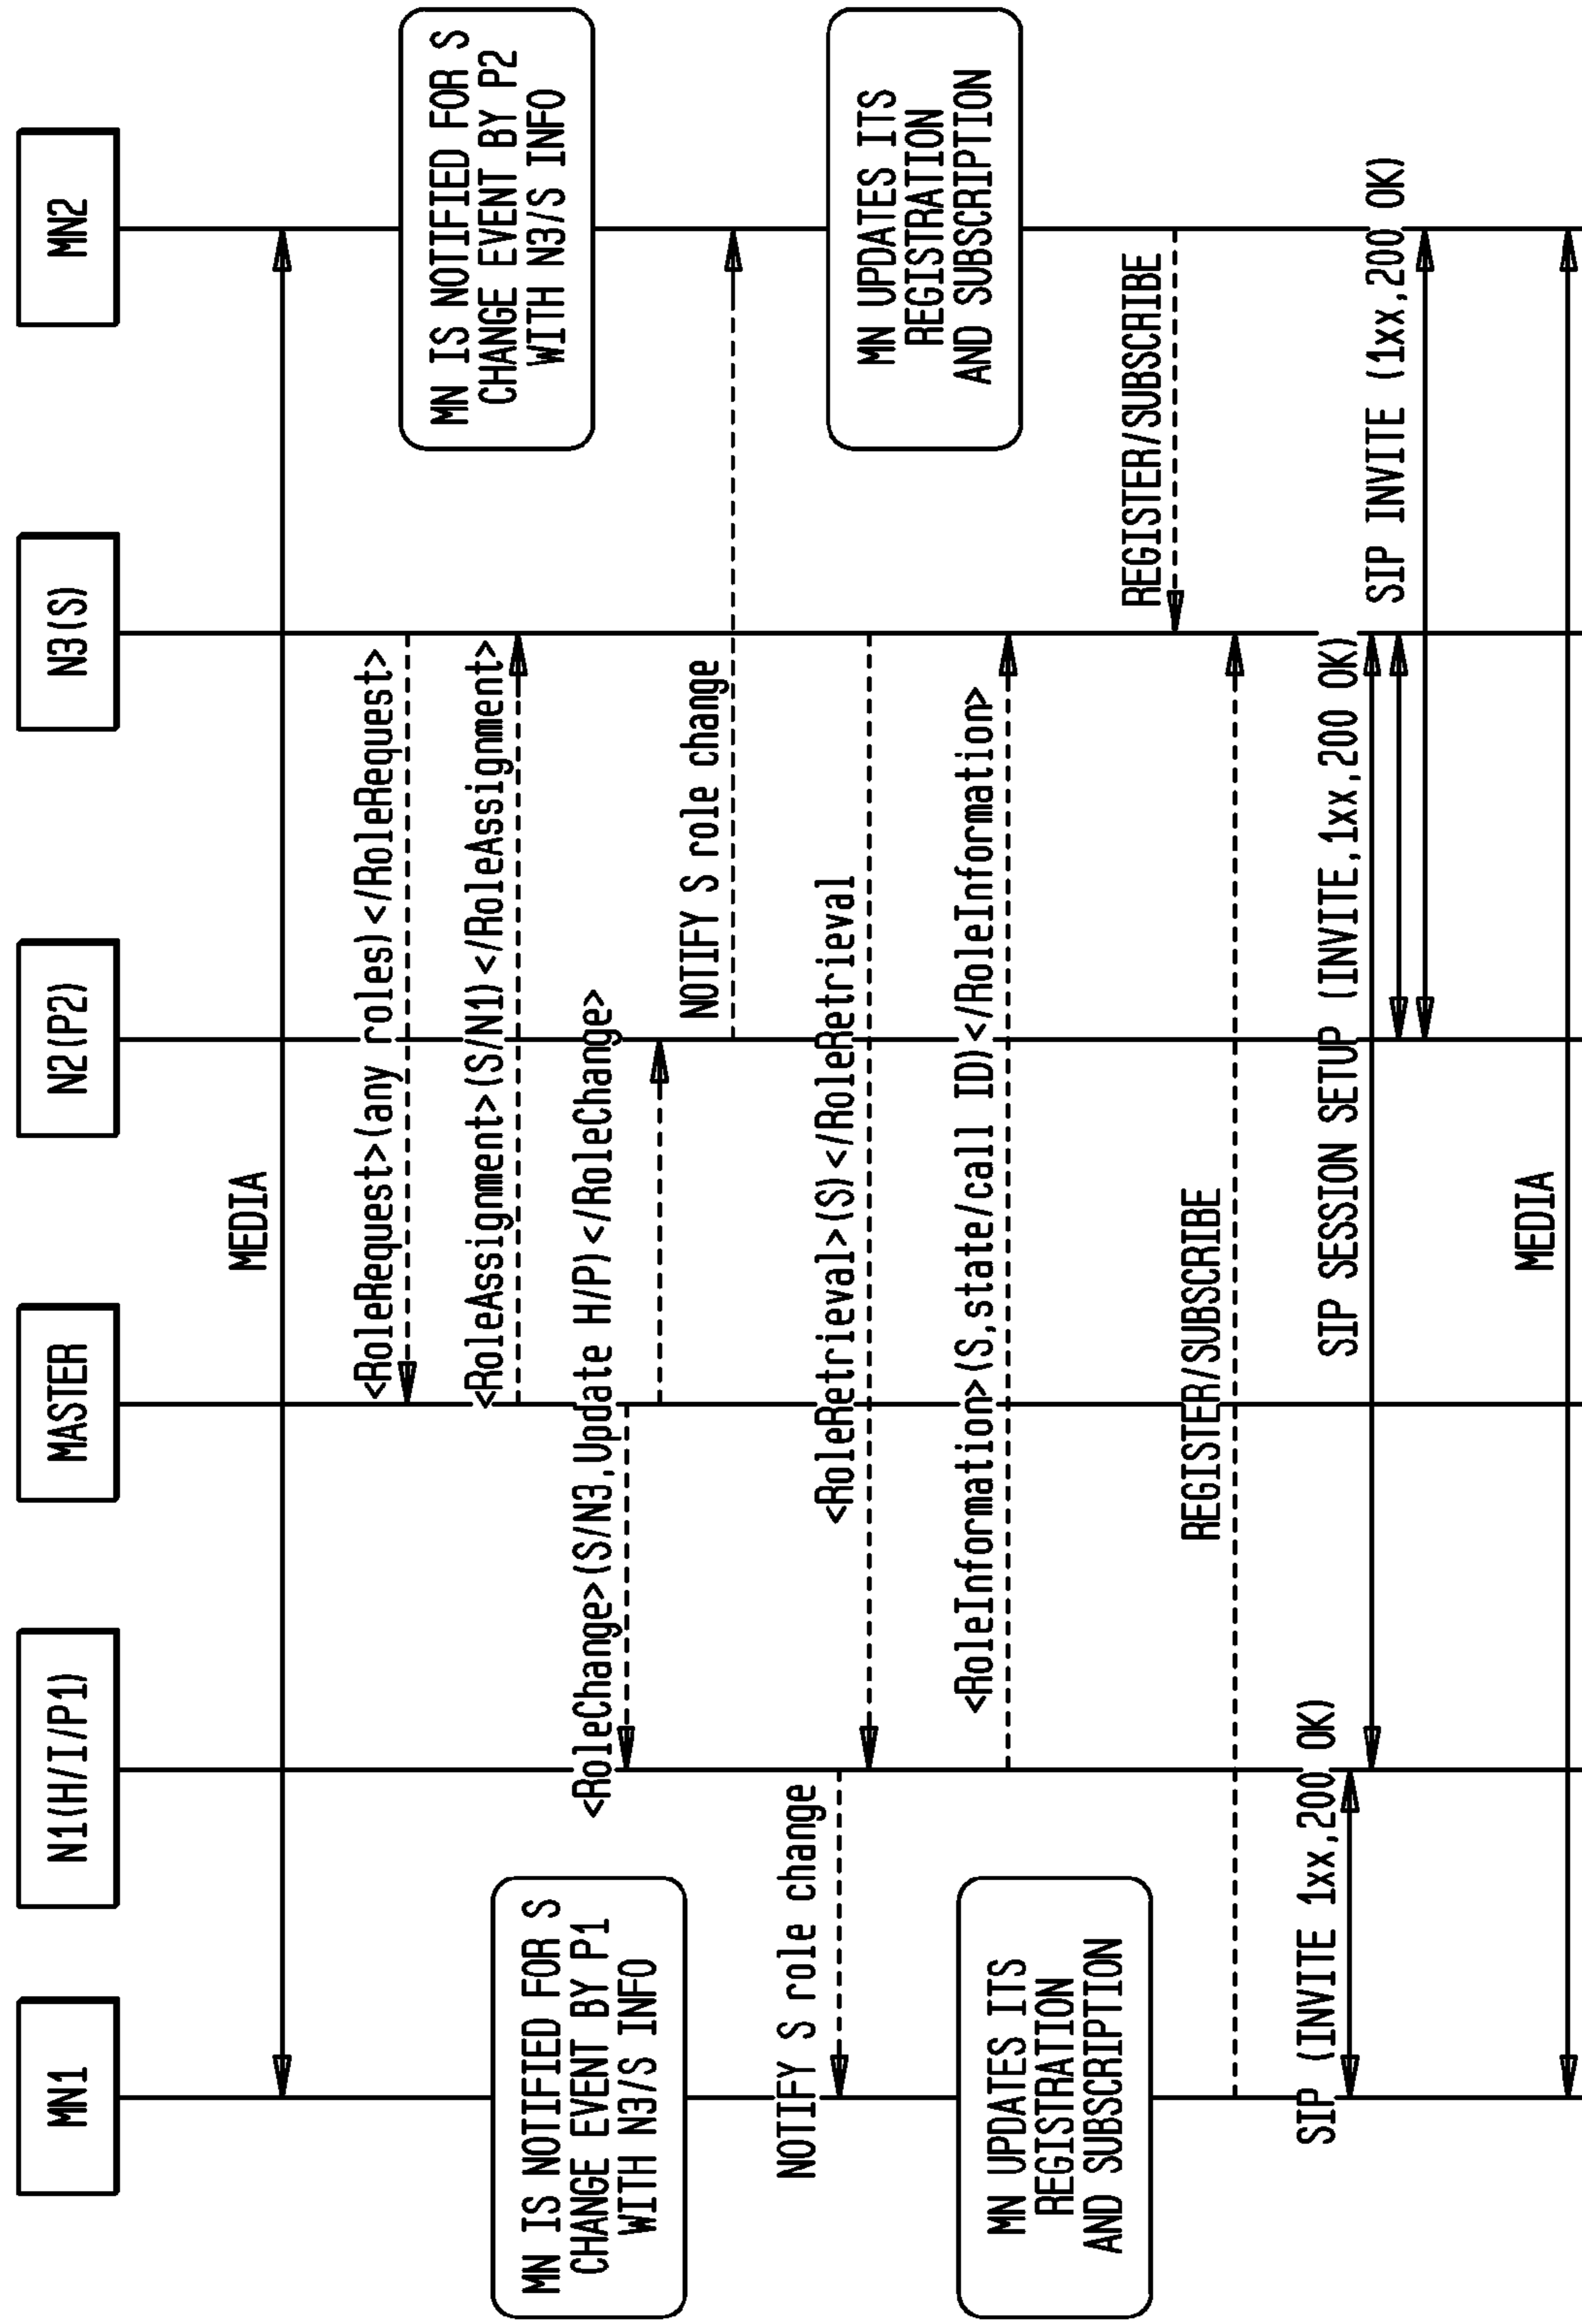 MN1
N1(H/I/P1)
MASTER
N2(P2)
N3(S)
MN2
MEDIA
<RoleRequest>(any roles)</RoleRequest>
MN IS NOTIFIED FOR S
CHANGE EVENT BY P2
WITH N3/S INFO
<RoleAssignment>(S/N1)</RoleAssignment>
MN IS NOTIFIED FOR S
CHANGE EVENT BY P1
WITH N3/S INFO
<RoleChange>(S/N3,Update H/P)</RoleChange>
NOTIFY S role change
NOTIFY S role change
<RoleRetrieval>(S)</RoleRetrieval
MN UPDATES ITS
REGISTRATION
AND SUBSCRIPTION
<RoleInformation>(S,state/call ID)</RoleInformation>
MN UPDATES ITS
REGISTRATION
AND SUBSCRIPTION
REGISTER/SUBSCRIBE
REGISTER/SUBSCRIBE
SIP (INVITE 1xx,200 OK)
SIP SESSION SETUP (INVITE,1xx,200 OK)
SIP INVITE (1xx,200 OK)
MEDIA